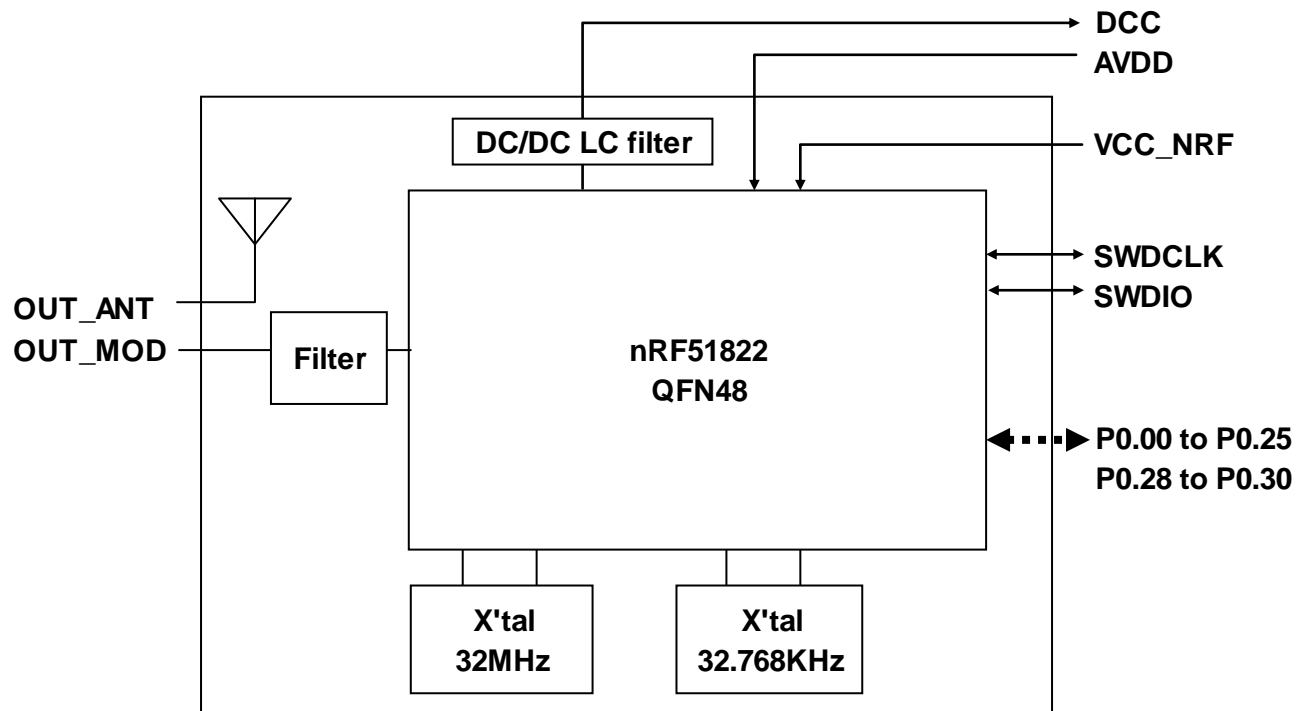 DCC
AVDD
DC/DC LC filter
VCC_NRF
SWDCLK
SWDIO
OUT_ANT
OUT_MOD
Filter
nRF51822
QFN48
P0.00 to P0.25
P0.28 to P0.30
X'tal
32MHz
X'tal
32.768KHz